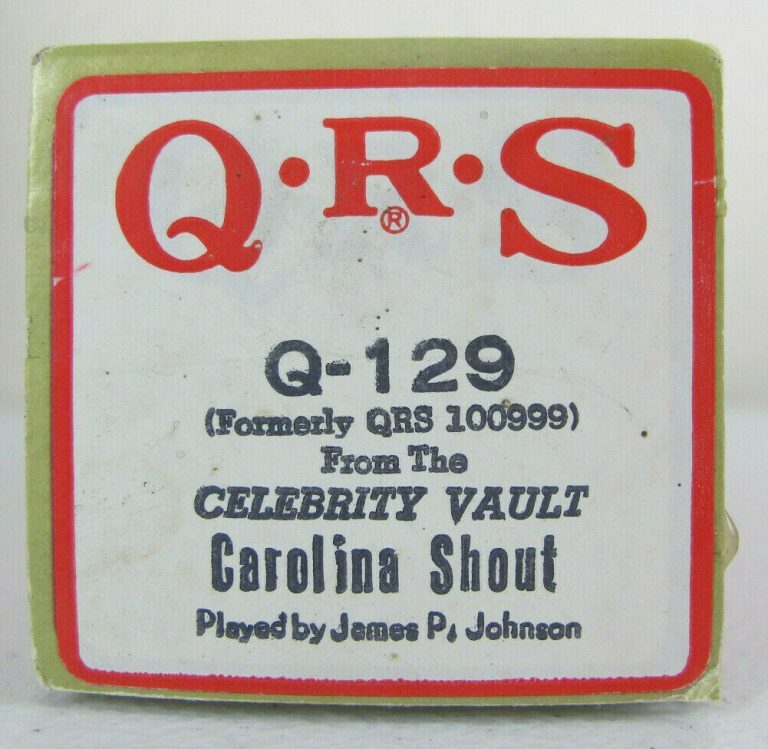 Q·R·S
®
Q-129
(Formerly QRS 100999)
From The
CELEBRITY VAULT
Carolina Shout
Played by James P. Johnson